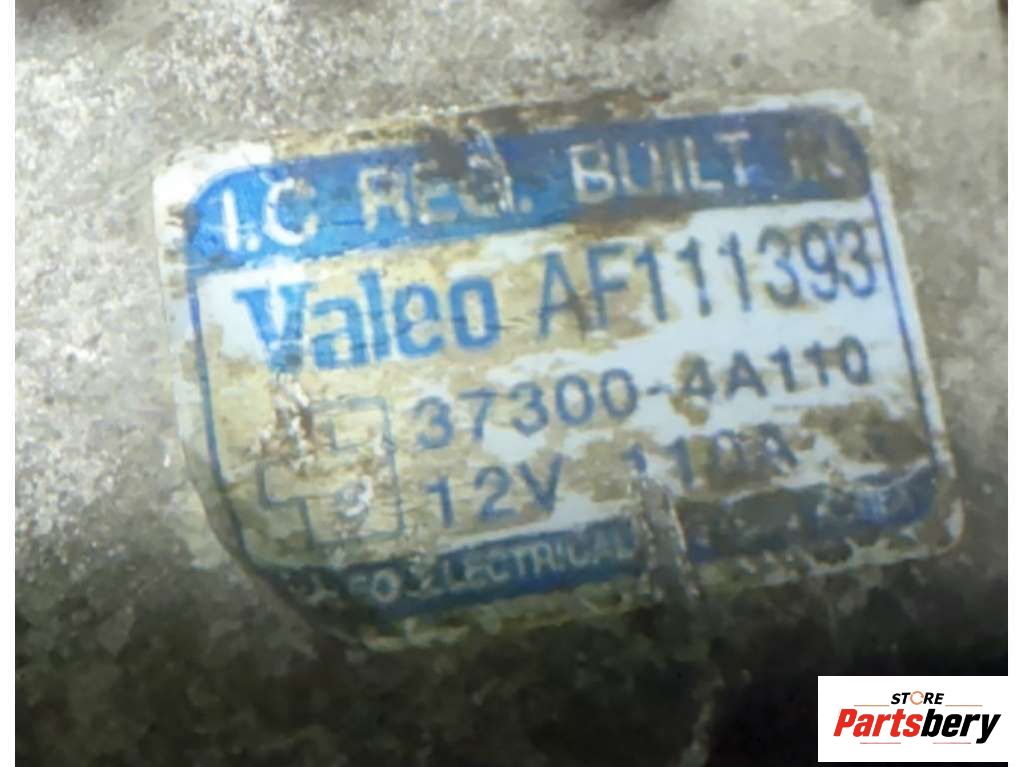 I.C REG. BUILT IN
Valeo AF111393
37300-4A110
12V 110A
ELECTRICAL
STORE
Partsbery